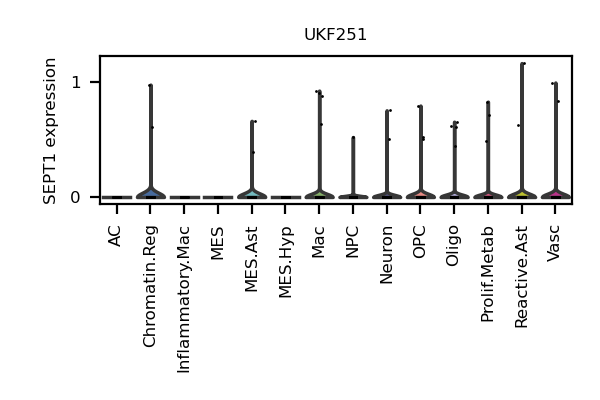 UKF251
SEPT1 expression
1
0
AC
Chromatin.Reg
Inflammatory.Mac
MES
MES.Ast
MES.Hyp
Mac
NPC
Neuron
OPC
Oligo
Prolif.Metab
Reactive.Ast
Vasc